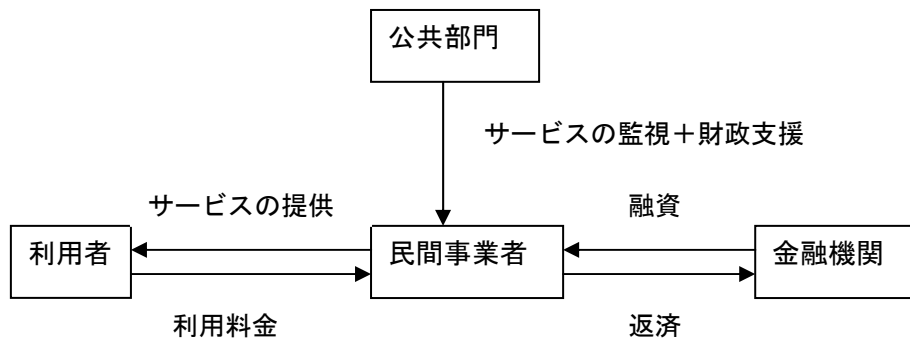 公共部門
サービスの監視＋財政支援
サービスの提供
融資
利用者
民間事業者
金融機関
利用料金
返済